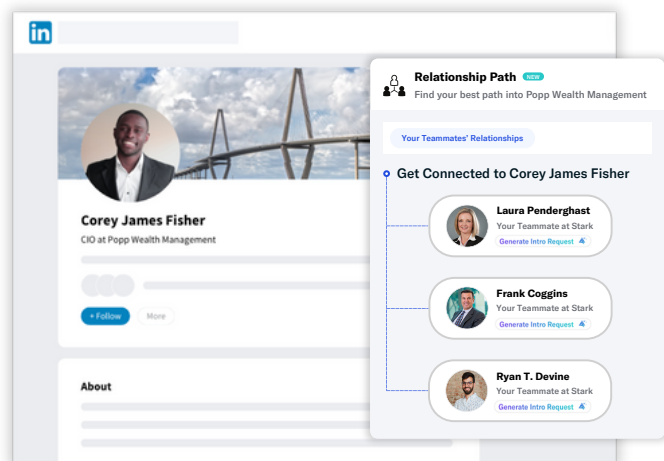 in
Corey James Fisher
CIO at Popp Wealth Management
+ Follow
More
About
Relationship Path NEW
Find your best path into Popp Wealth Management
Your Teammates' Relationships
Get Connected to Corey James Fisher
Laura Penderghast
Your Teammate at Stark
Generate Intro Request
Frank Coggins
Your Teammate at Stark
Generate Intro Request
Ryan T. Devine
Your Teammate at Stark
Generate Intro Request